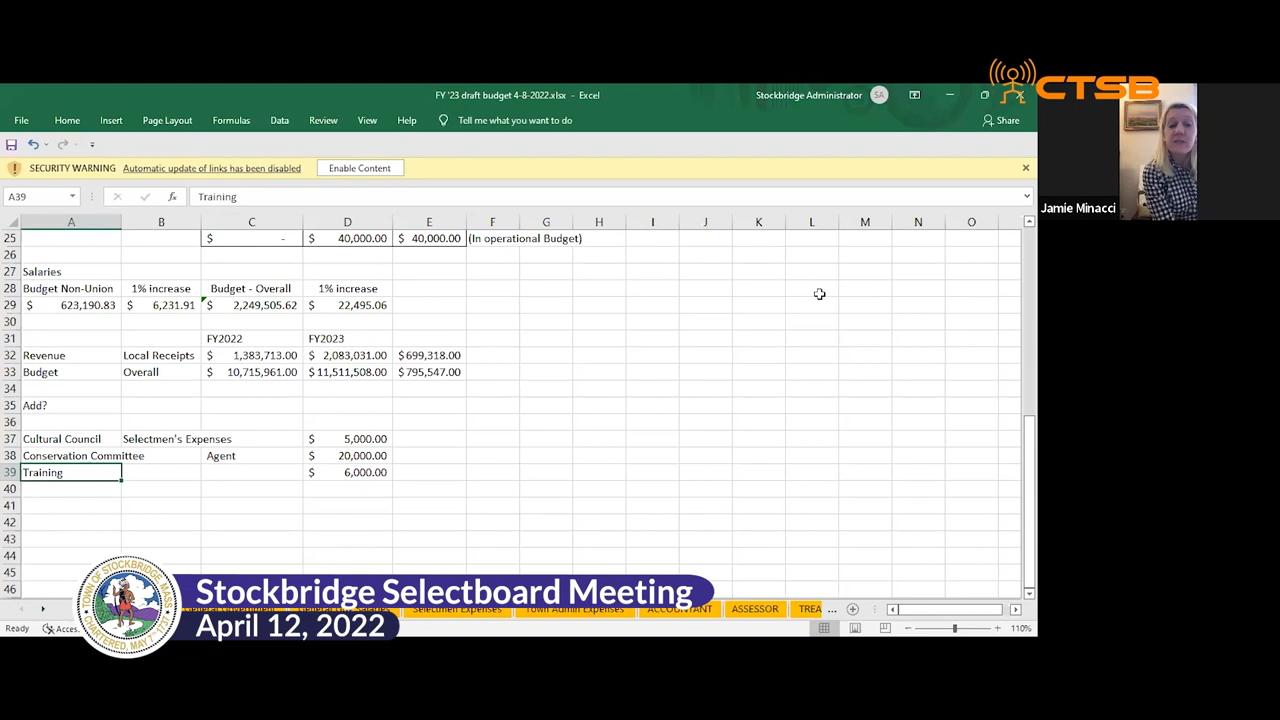 CTSB
FY '23 draft budget 4-8-2022.xlsx - Excel
Stockbridge Administrator
SA
File Home Insert Page Layout Formulas Data Review View Help Tell me what you want to do Share
SECURITY WARNING Automatic update of links has been disabled Enable Content
A39 fx Training
Jamie Minacci
A B C D E F G H I J K L M N O
25 $ - $ 40,000.00 $ 40,000.00 (In operational Budget)
26
27 Salaries
28 Budget Non-Union 1% increase Budget - Overall 1% increase
29 $ 623,190.83 $ 6,231.91 $ 2,249,505.62 $ 22,495.06
30
31 FY2022 FY2023
32 Revenue Local Receipts $ 1,383,713.00 $ 2,083,031.00 $ 699,318.00
33 Budget Overall $ 10,715,961.00 $ 11,511,508.00 $ 795,547.00
34
35 Add?
36
37 Cultural Council Selectmen's Expenses $ 5,000.00
38 Conservation Committee Agent $ 20,000.00
39 Training $ 6,000.00
40
41
42
43
44
45
46
Stockbridge Selectboard Meeting
April 12, 2022
Selectmen Expenses Town Admin Expenses ACCOUNTANT ASSESSOR TREA ...
Ready Acces. 110%
TOWN OF STOCKBRIDGE, MASS